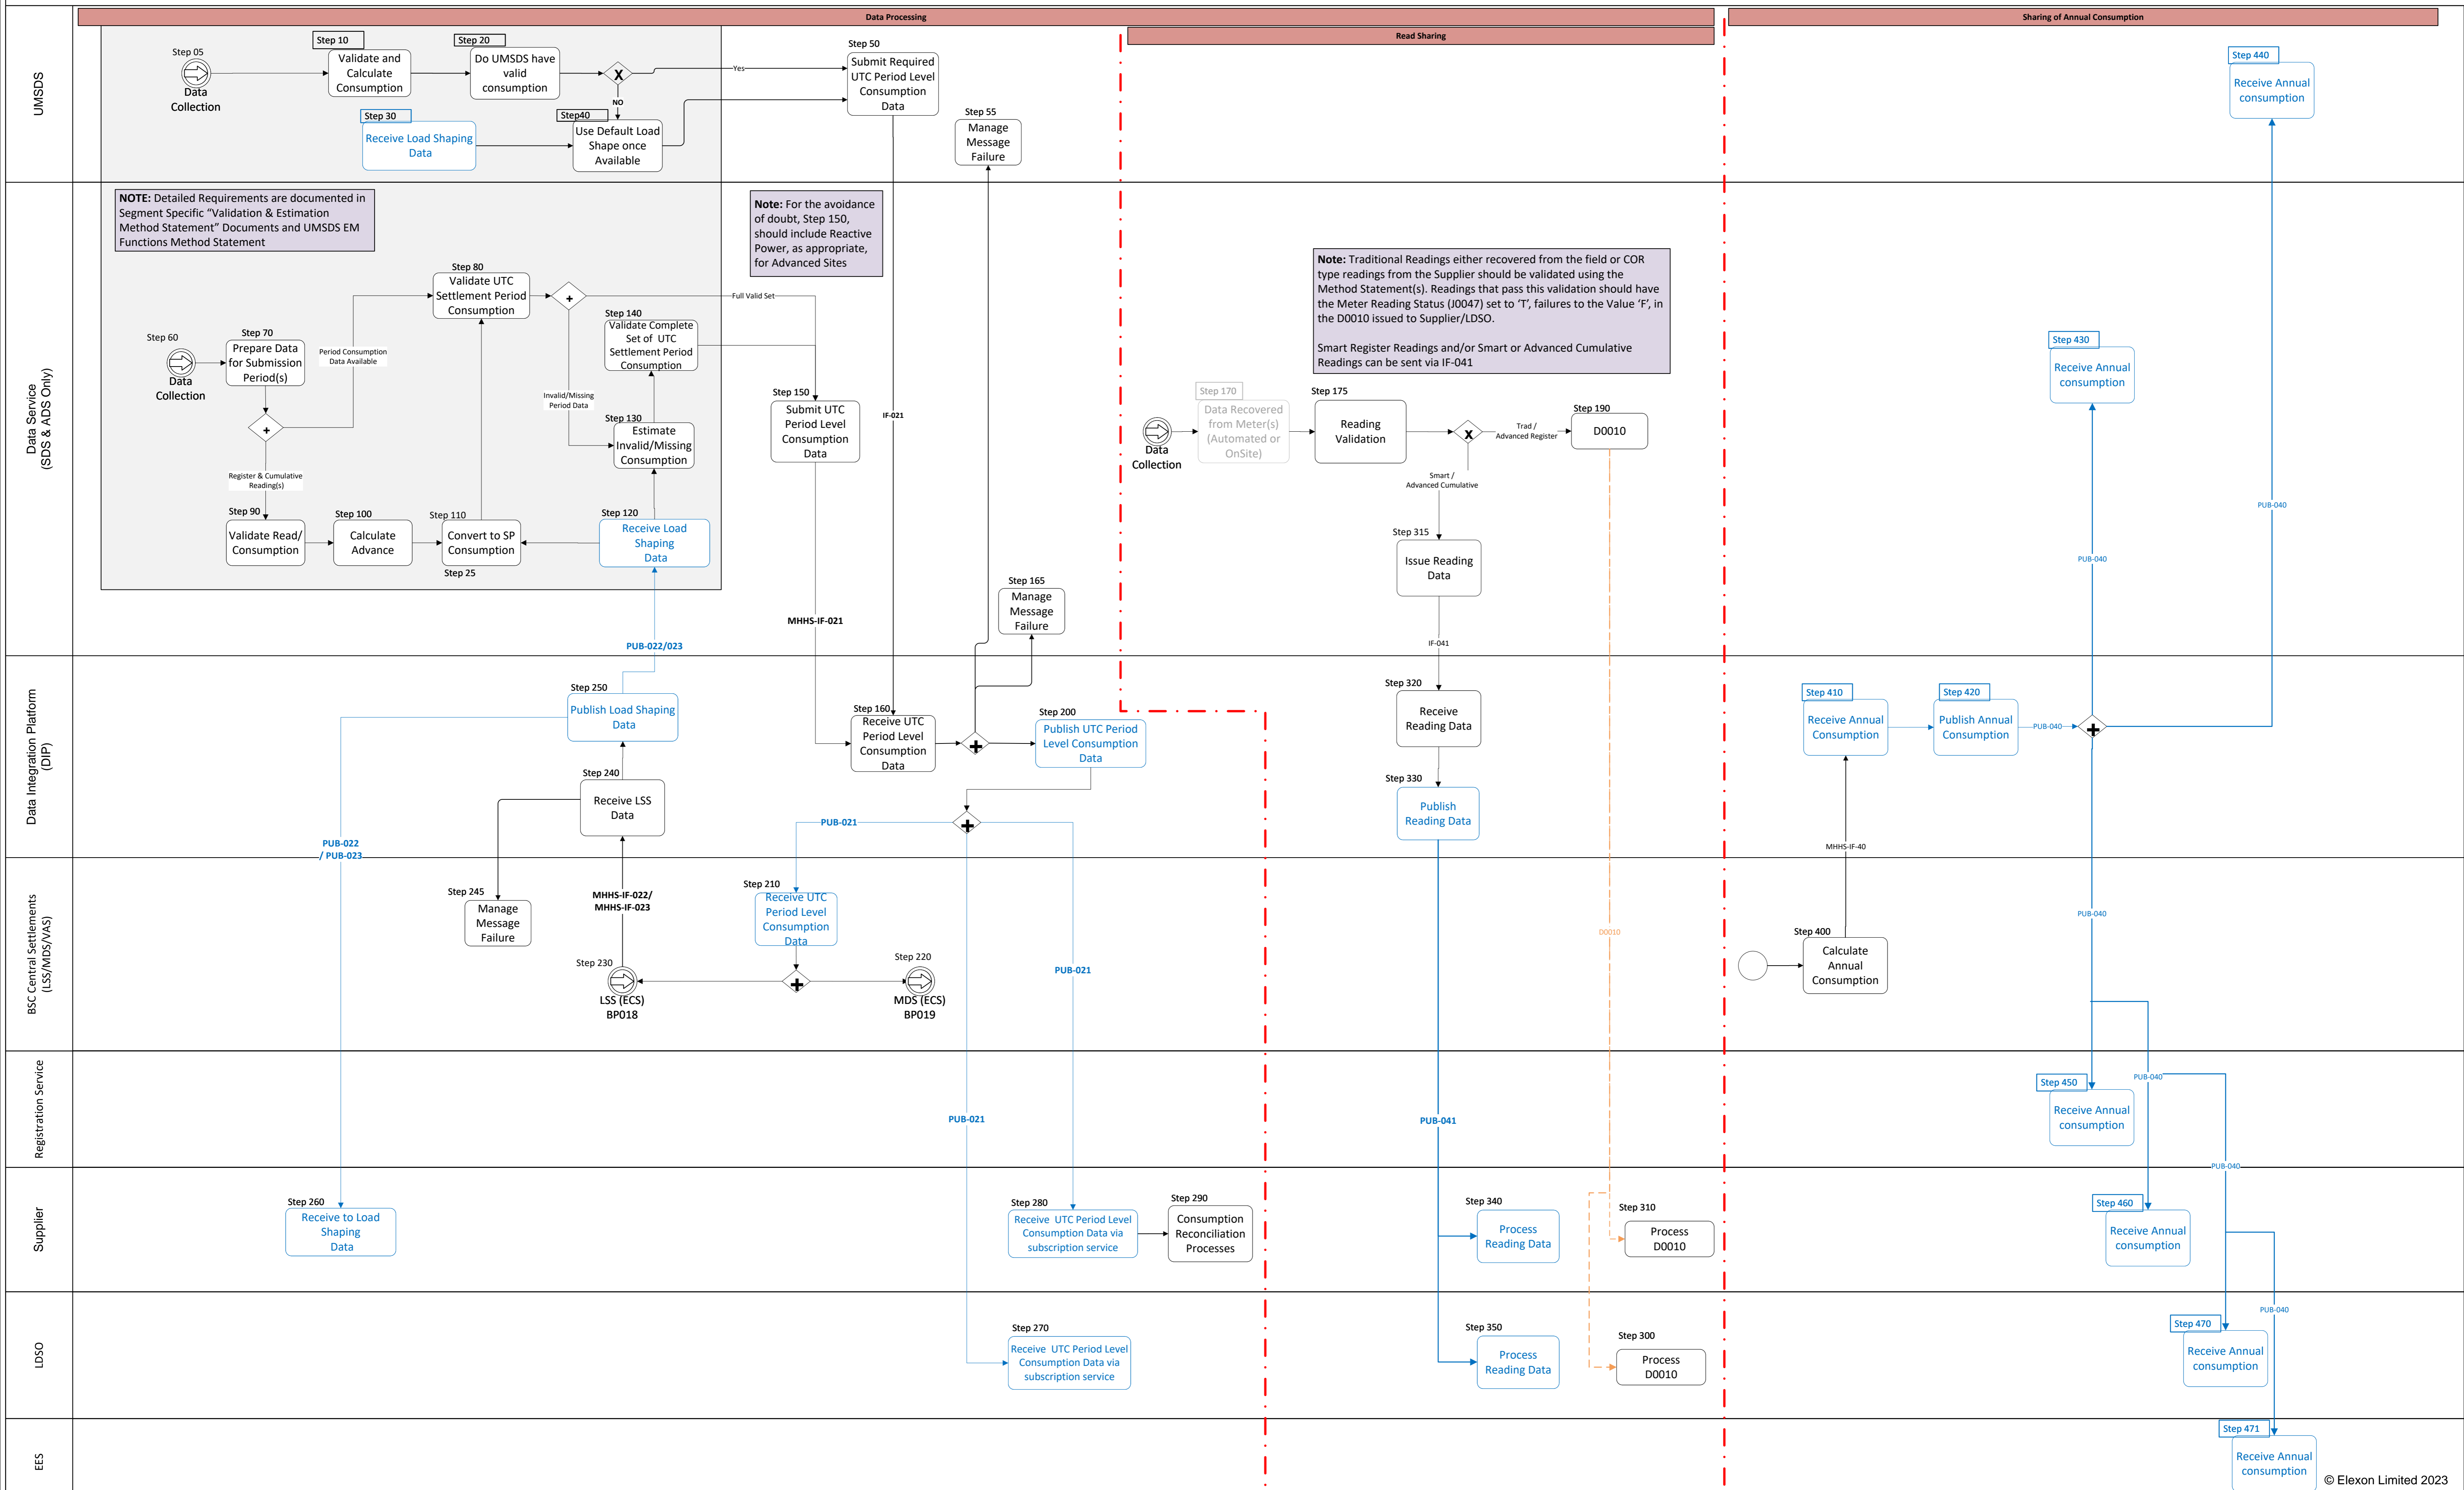 Data Processing
Sharing of Annual Consumption
Read Sharing
UMSDS
Step 05
Data
Collection
Step 10
Validate and
Calculate
Consumption
Step 20
Do UMSDS have
valid
consumption
X
Yes
NO
Step 30
Receive Load Shaping
Data
Step40
Use Default Load
Shape once
Available
Step 50
Submit Required
UTC Period Level
Consumption
Data
Step 55
Manage
Message
Failure
Step 440
Receive Annual
consumption
Data Service
(SDS & ADS Only)
NOTE: Detailed Requirements are documented in
Segment Specific “Validation & Estimation
Method Statement” Documents and UMSDS EM
Functions Method Statement
Note: For the avoidance
of doubt, Step 150,
should include Reactive
Power, as appropriate,
for Advanced Sites
Note: Traditional Readings either recovered from the field or COR
type readings from the Supplier should be validated using the
Method Statement(s). Readings that pass this validation should have
the Meter Reading Status (J0047) set to ‘T’, failures to the Value ‘F’, in
the D0010 issued to Supplier/LDSO.
Smart Register Readings and/or Smart or Advanced Cumulative
Readings can be sent via IF-041
Step 60
Data
Collection
Step 70
Prepare Data
for Submission
Period(s)
Period Consumption
Data Available
Register & Cumulative
Reading(s)
Step 80
Validate UTC
Settlement Period
Consumption
Full Valid Set
Invalid/Missing
Period Data
Step 140
Validate Complete
Set of UTC
Settlement Period
Consumption
Step 130
Estimate
Invalid/Missing
Consumption
Step 90
Validate Read/
Consumption
Step 100
Calculate
Advance
Step 110
Convert to SP
Consumption
Step 25
Step 120
Receive Load
Shaping
Data
PUB-022/023
Step 150
Submit UTC
Period Level
Consumption
Data
IF-021
MHHS-IF-021
Step 165
Manage
Message
Failure
Data
Collection
Step 170
Data Recovered
from Meter(s)
(Automated or
OnSite)
Step 175
Reading
Validation
X
Trad /
Advanced Register
Step 190
D0010
Smart /
Advanced Cumulative
Step 315
Issue Reading
Data
IF-041
Step 430
Receive Annual
consumption
PUB-040
PUB-040
Data Integration Platform
(DIP)
Step 250
Publish Load Shaping
Data
Step 240
Receive LSS
Data
PUB-022
/ PUB-023
Step 160
Receive UTC
Period Level
Consumption
Data
Step 200
Publish UTC Period
Level Consumption
Data
PUB-021
Step 320
Receive
Reading Data
Step 330
Publish
Reading Data
Step 410
Receive Annual
Consumption
Step 420
Publish Annual
Consumption
PUB-040
MHHS-IF-40
BSC Central Settlements
(LSS/MDS/VAS)
Step 245
Manage
Message
Failure
MHHS-IF-022/
MHHS-IF-023
Step 210
Receive UTC
Period Level
Consumption
Data
Step 230
LSS (ECS)
BP018
Step 220
MDS (ECS)
BP019
PUB-021
D0010
Step 400
Calculate
Annual
Consumption
PUB-040
Registration Service
PUB-021
PUB-041
Step 450
Receive Annual
consumption
PUB-040
PUB-040
Supplier
Step 260
Receive to Load
Shaping
Data
Step 280
Receive UTC Period Level
Consumption Data via
subscription service
Step 290
Consumption
Reconciliation
Processes
Step 340
Process
Reading Data
Step 310
Process
D0010
Step 460
Receive Annual
consumption
LDSO
Step 270
Receive UTC Period Level
Consumption Data via
subscription service
Step 350
Process
Reading Data
Step 300
Process
D0010
PUB-040
Step 470
Receive Annual
consumption
EES
Step 471
Receive Annual
consumption
© Elexon Limited 2023